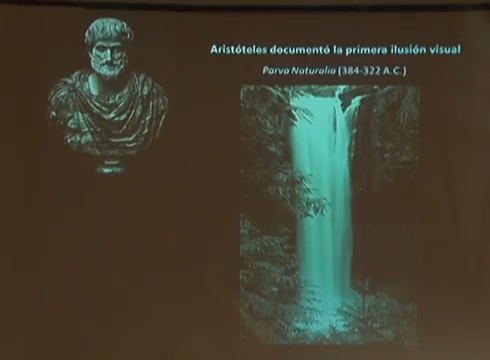 Aristóteles documentó la primera ilusión visual
Parva Naturalia (384-322 A.C.)